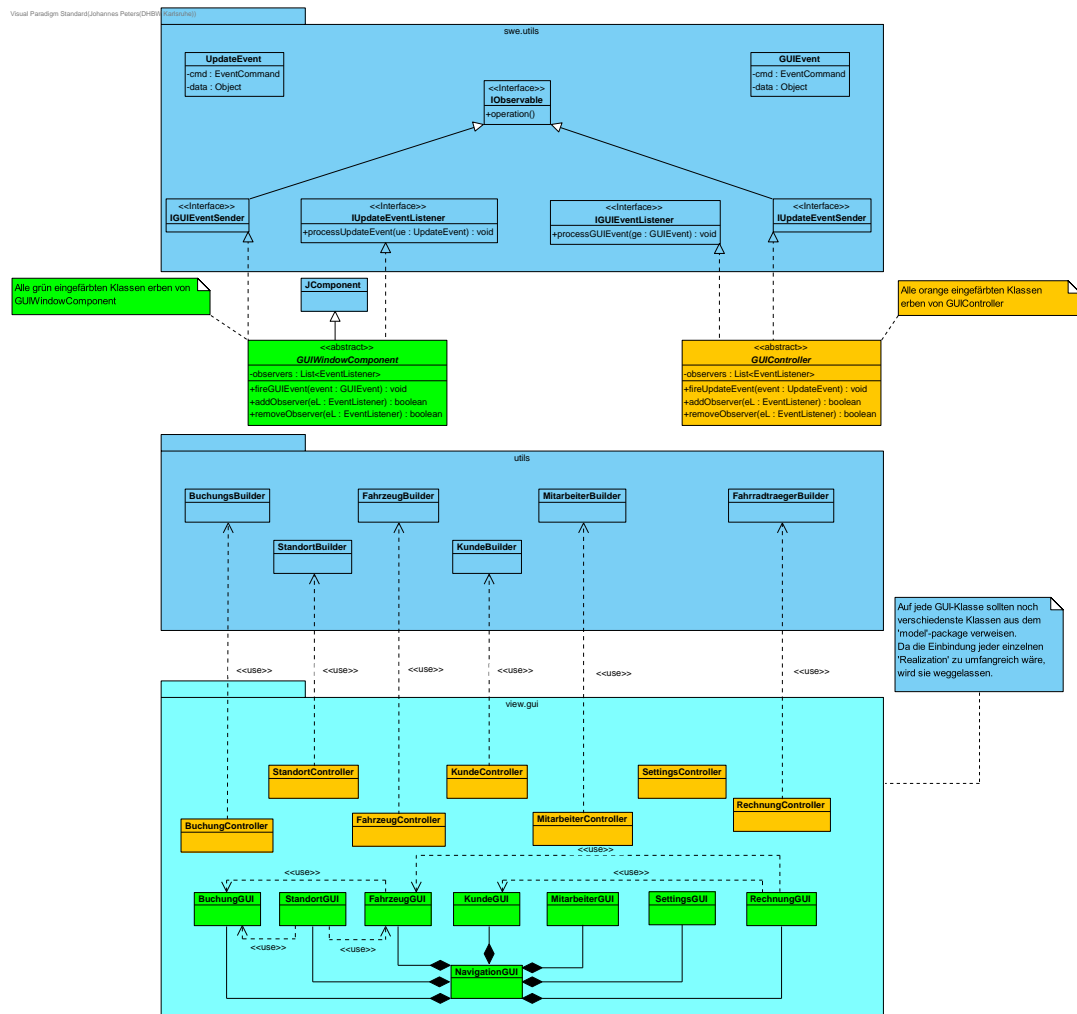 Visual Paradigm Standard(Johannes Peters(DHBW Karlsruhe))
swe.utils
UpdateEvent
-cmd : EventCommand
-data : Object
GUIEvent
-cmd : EventCommand
-data : Object
<<Interface>>
IObservable
+operation()
<<Interface>>
IGUIEventSender
<<Interface>>
IUpdateEventListener
+processUpdateEvent(ue : UpdateEvent) : void
<<Interface>>
IGUIEventListener
+processGUIEvent(ge : GUIEvent) : void
<<Interface>>
IUpdateEventSender
Alle grün eingefärbten Klassen erben von
GUIWindowComponent
JComponent
Alle orange eingefärbten Klassen
erben von GUIController
<<abstract>>
GUIWindowComponent
-observers : List<EventListener>
+fireGUIEvent(event : GUIEvent) : void
+addObserver(eL : EventListener) : boolean
+removeObserver(eL : EventListener) : boolean
<<abstract>>
GUIController
-observers : List<EventListener>
+fireUpdateEvent(event : UpdateEvent) : void
+addObserver(eL : EventListener) : boolean
+removeObserver(eL : EventListener) : boolean
utils
BuchungsBuilder
FahrzeugBuilder
MitarbeiterBuilder
FahrradtraegerBuilder
StandortBuilder
KundeBuilder
Auf jede GUI-Klasse sollten noch
verschiedenste Klassen aus dem
'model'-package verweisen.
Da die Einbindung jeder einzelnen
'Realization' zu umfangreich wäre,
wird sie weggelassen.
<<use>>
<<use>>
<<use>>
<<use>>
<<use>>
<<use>>
view.gui
StandortController
KundeController
SettingsController
RechnungController
BuchungController
FahrzeugController
MitarbeiterController
<<use>>
<<use>>
<<use>>
BuchungGUI
StandortGUI
FahrzeugGUI
KundeGUI
MitarbeiterGUI
SettingsGUI
RechnungGUI
<<use>>
<<use>>
NavigationGUI